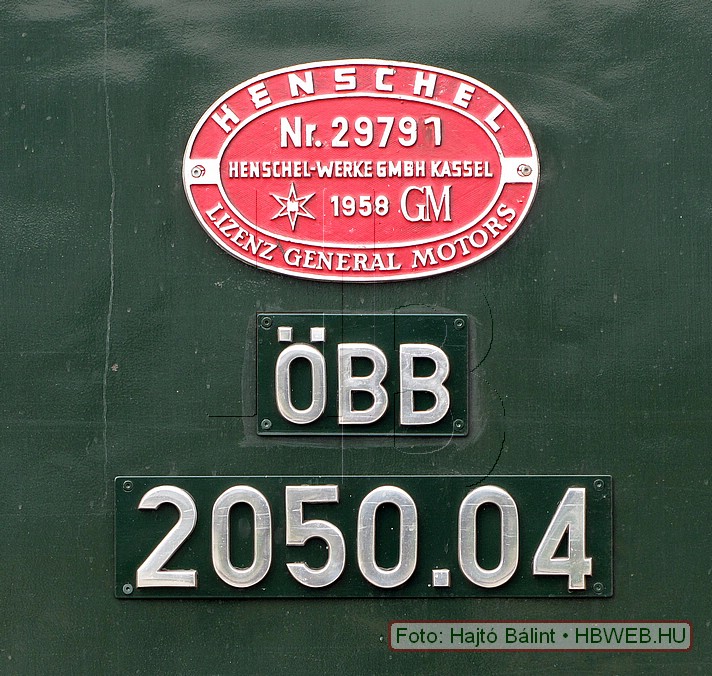 HENSCHEL
Nr. 29791
HENSCHEL-WERKE GMBH KASSEL
1958 GM
LIZENZ GENERAL MOTORS
ÖBB
2050.04
Foto: Hajtó Bálint • HBWEB.HU